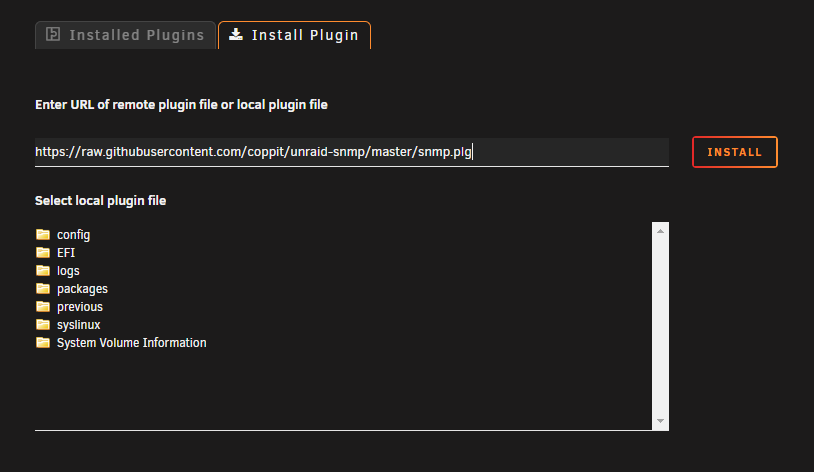 Installed Plugins
Install Plugin
Enter URL of remote plugin file or local plugin file
https://raw.githubusercontent.com/coppit/unraid-snmp/master/snmp.plg
INSTALL
Select local plugin file
config
EFI
logs
packages
previous
syslinux
System Volume Information